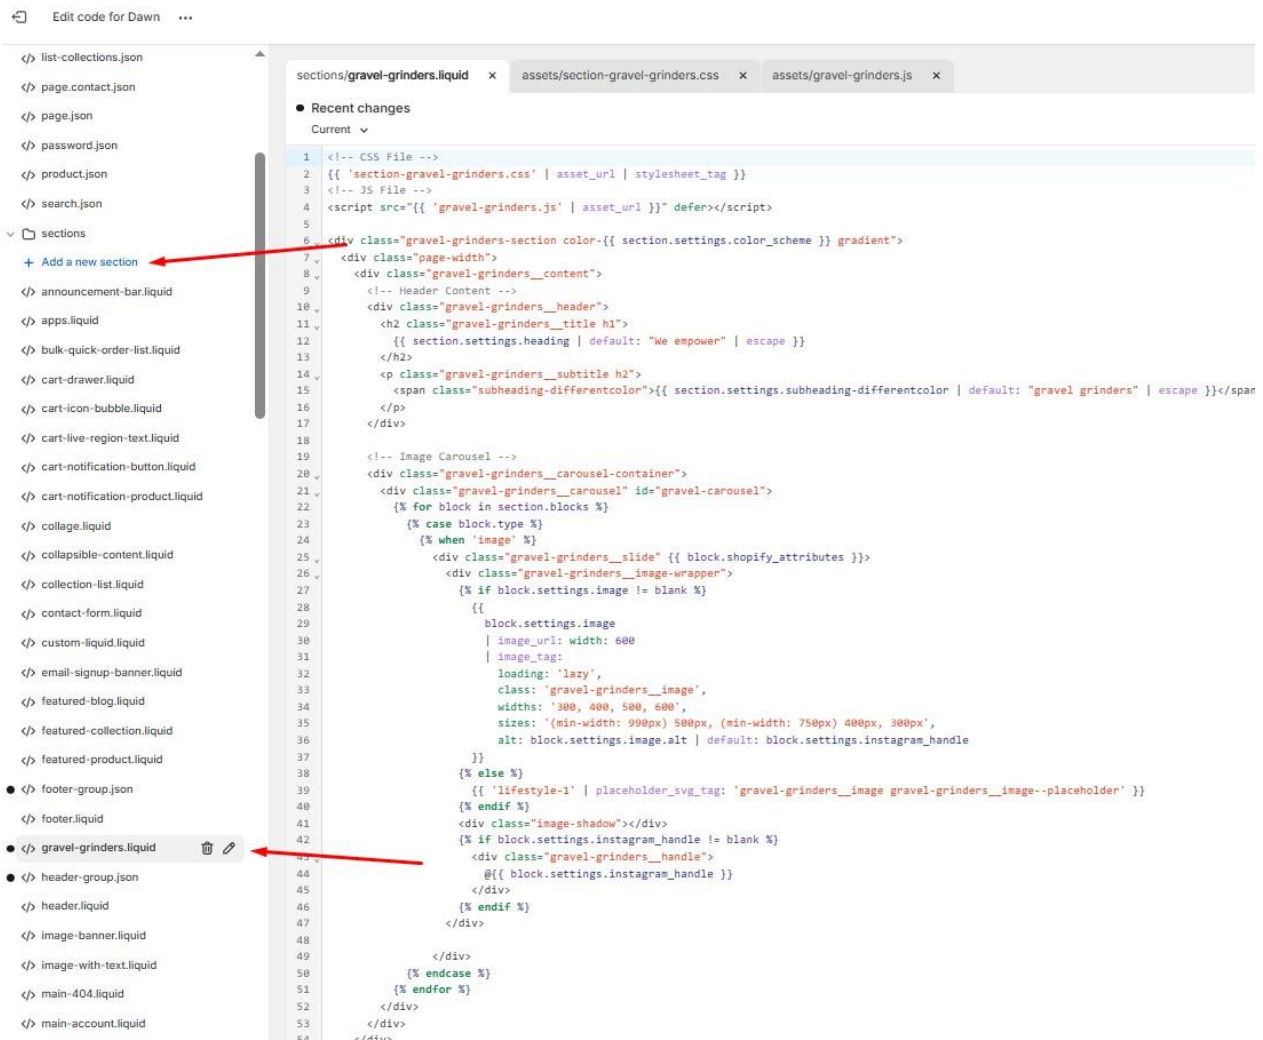 Edit code for Dawn ...
</> list-collections.json
</> page.contact.json
</> page.json
</> password.json
</> product.json
</> search.json
sections
+ Add a new section
</> announcement-bar.liquid
</> apps.liquid
</> bulk-quick-order-list.liquid
</> cart-drawer.liquid
</> cart-icon-bubble.liquid
</> cart-live-region-text.liquid
</> cart-notification-button.liquid
</> cart-notification-product.liquid
</> collage.liquid
</> collapsible-content.liquid
</> collection-list.liquid
</> contact-form.liquid
</> custom-liquid.liquid
</> email-signup-banner.liquid
</> featured-blog.liquid
</> featured-collection.liquid
</> featured-product.liquid
● </> footer-group.json
</> footer.liquid
● </> gravel-grinders.liquid
● </> header-group.json
</> header.liquid
</> image-banner.liquid
</> image-with-text.liquid
</> main-404.liquid
</> main-account.liquid
sections/gravel-grinders.liquid × assets/section-gravel-grinders.css × assets/gravel-grinders.js ×
● Recent changes
Current
1 <!-- CSS File -->
2 {{ 'section-gravel-grinders.css' | asset_url | stylesheet_tag }}
3 <!-- JS File -->
4 <script src="{{ 'gravel-grinders.js' | asset_url }}" defer></script>
5
6 <div class="gravel-grinders-section color-{{ section.settings.color_scheme }} gradient">
7 <div class="page-width">
8 <div class="gravel-grinders__content">
9 <!-- Header Content -->
10 <div class="gravel-grinders__header">
11 <h2 class="gravel-grinders__title h1">
12 {{ section.settings.heading | default: "We empower" | escape }}
13 </h2>
14 <p class="gravel-grinders__subtitle h2">
15 <span class="subheading-differentcolor">{{ section.settings.subheading-differentcolor | default: "gravel grinders" | escape }}</span
16 </p>
17 </div>
18
19 <!-- Image Carousel -->
20 <div class="gravel-grinders__carousel-container">
21 <div class="gravel-grinders__carousel" id="gravel-carousel">
22 {% for block in section.blocks %}
23 {% case block.type %}
24 {% when 'image' %}
25 <div class="gravel-grinders__slide" {{ block.shopify_attributes }}>
26 <div class="gravel-grinders__image-wrapper">
27 {% if block.settings.image != blank %}
28 {{
29 block.settings.image
30 | image_url: width: 600
31 | image_tag:
32 loading: 'lazy',
33 class: 'gravel-grinders__image',
34 widths: '300, 400, 500, 600',
35 sizes: '(min-width: 990px) 500px, (min-width: 750px) 400px, 300px',
36 alt: block.settings.image.alt | default: block.settings.instagram_handle
37 }}
38 {% else %}
39 {{ 'lifestyle-1' | placeholder_svg_tag: 'gravel-grinders__image gravel-grinders__image--placeholder' }}
40 {% endif %}
41 <div class="image-shadow"></div>
42 {% if block.settings.instagram_handle != blank %}
43 <div class="gravel-grinders__handle">
44 @{{ block.settings.instagram_handle }}
45 </div>
46 {% endif %}
47 </div>
48
49 </div>
50 {% endcase %}
51 {% endfor %}
52 </div>
53 </div>
54 </div>